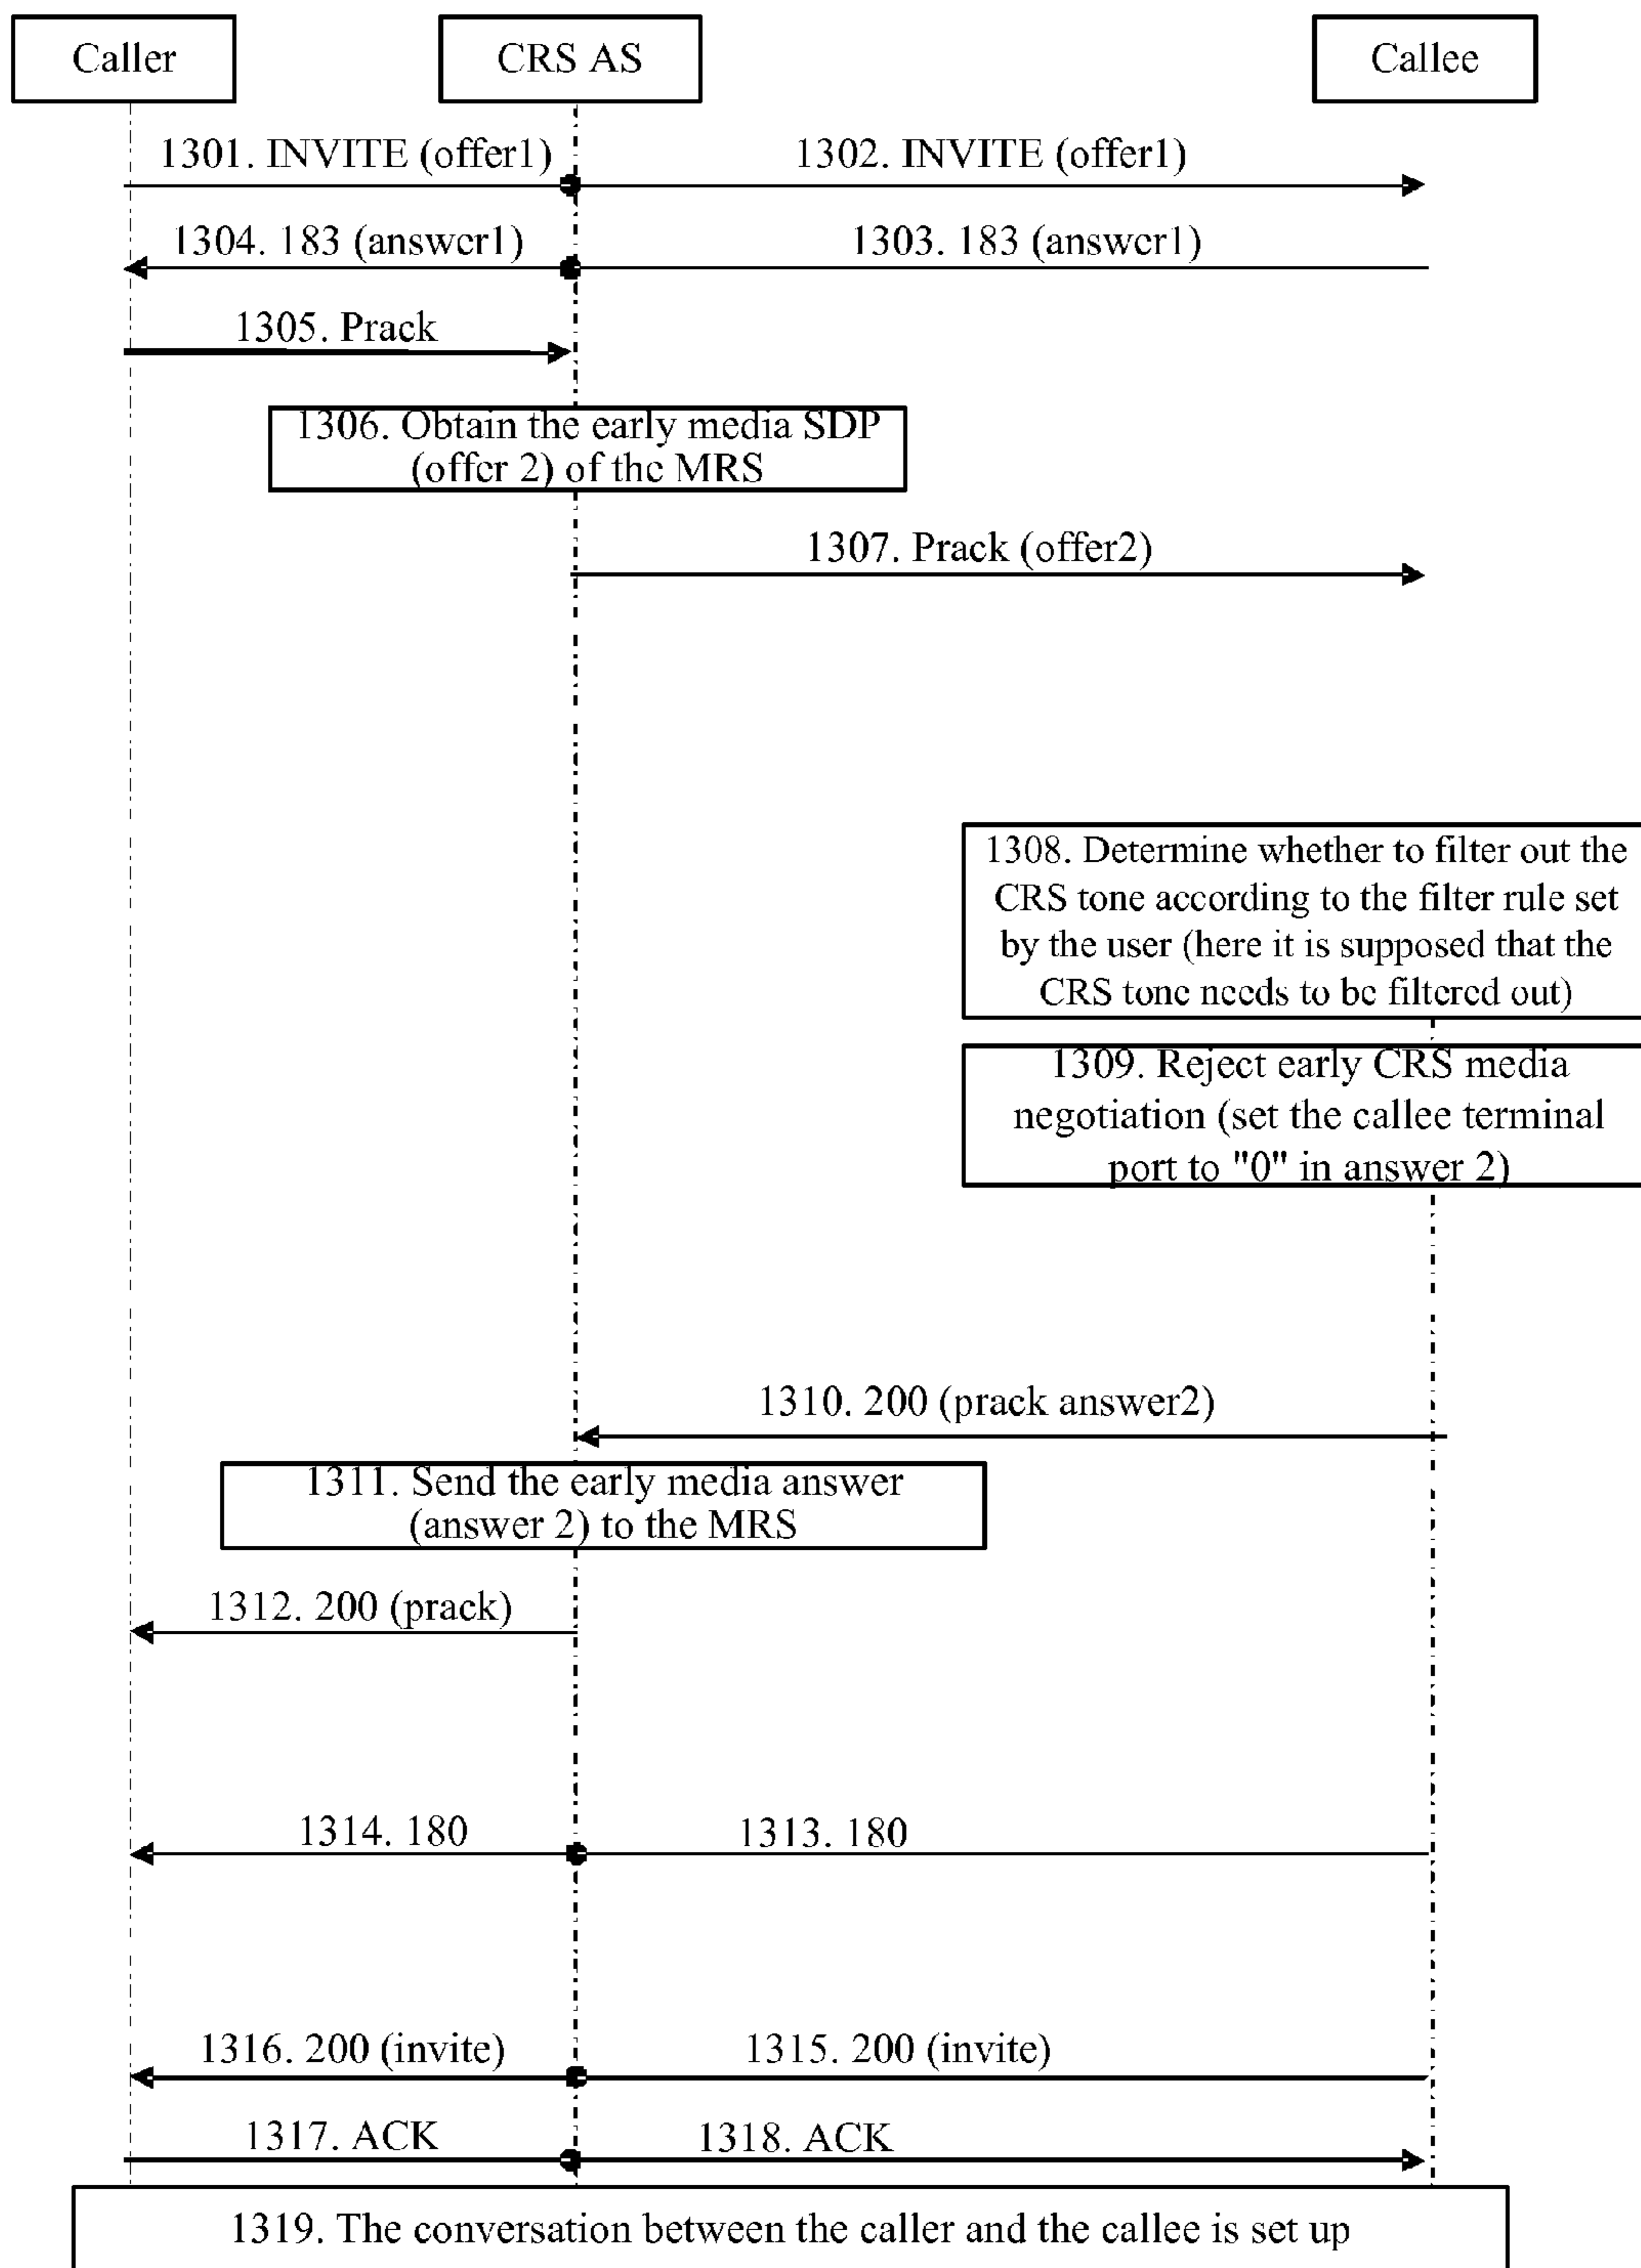 Caller
CRS AS
Callee
1301. INVITE (offer1)
1302. INVITE (offer1)
1304. 183 (answer1)
1303. 183 (answer1)
1305. Prack
1306. Obtain the early media SDP
(offer 2) of the MRS
1307. Prack (offer2)
1308. Determine whether to filter out the
CRS tone according to the filter rule set
by the user (here it is supposed that the
CRS tone needs to be filtered out)
1309. Reject early CRS media
negotiation (set the callee terminal
port to "0" in answer 2)
1310. 200 (prack answer2)
1311. Send the early media answer
(answer 2) to the MRS
1312. 200 (prack)
1314. 180
1313. 180
1316. 200 (invite)
1315. 200 (invite)
1317. ACK
1318. ACK
1319. The conversation between the caller and the callee is set up